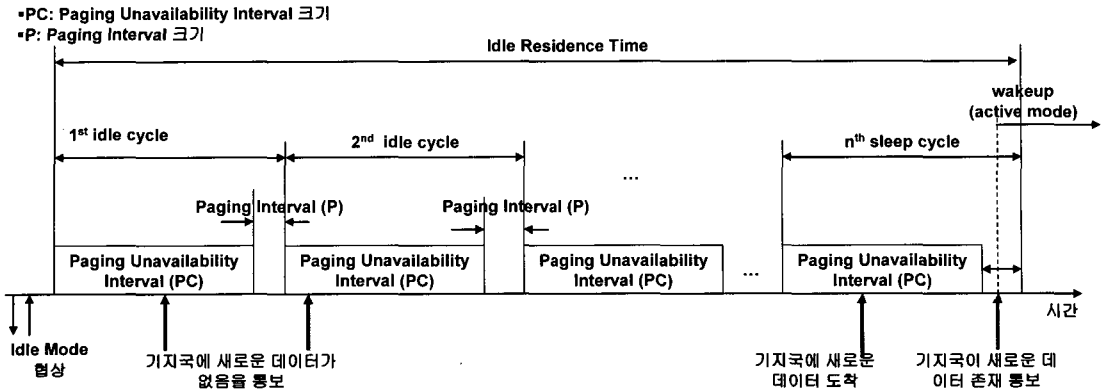 ▪PC: Paging Unavailability Interval 크기
▪P: Paging Interval 크기
Idle Residence Time
wakeup
(active mode)
1st idle cycle
2nd idle cycle
nth sleep cycle
...
Paging Interval (P)
Paging Interval (P)
Paging Unavailability
Interval (PC)
Paging Unavailability
Interval (PC)
Paging Unavailability
Interval (PC)
...
Paging Unavailability
Interval (PC)
시간
Idle Mode
협상
기지국에 새로운 데이터가
없음을 통보
기지국에 새로운
데이터 도착
기지국이 새로운 데
이터 존재 통보